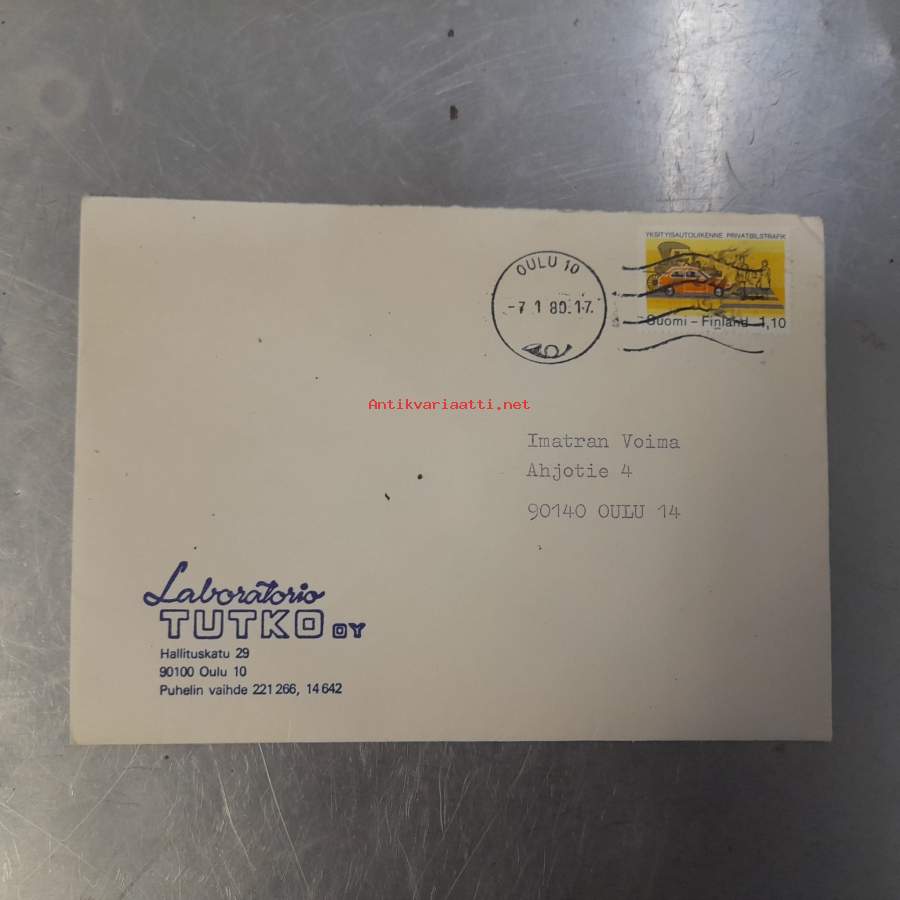 YKSITYISAUTOLIIKENNE PRIVATBILSTRAFIK
Suomi - Finland 1,10
OULU 10
-7.1.80.17.
Antikvariaatti.net
Imatran Voima
Ahjotie 4
90140 OULU 14
Laboratorio
TUTKO OY
Hallituskatu 29
90100 Oulu 10
Puhelin vaihde 221 266, 14 642